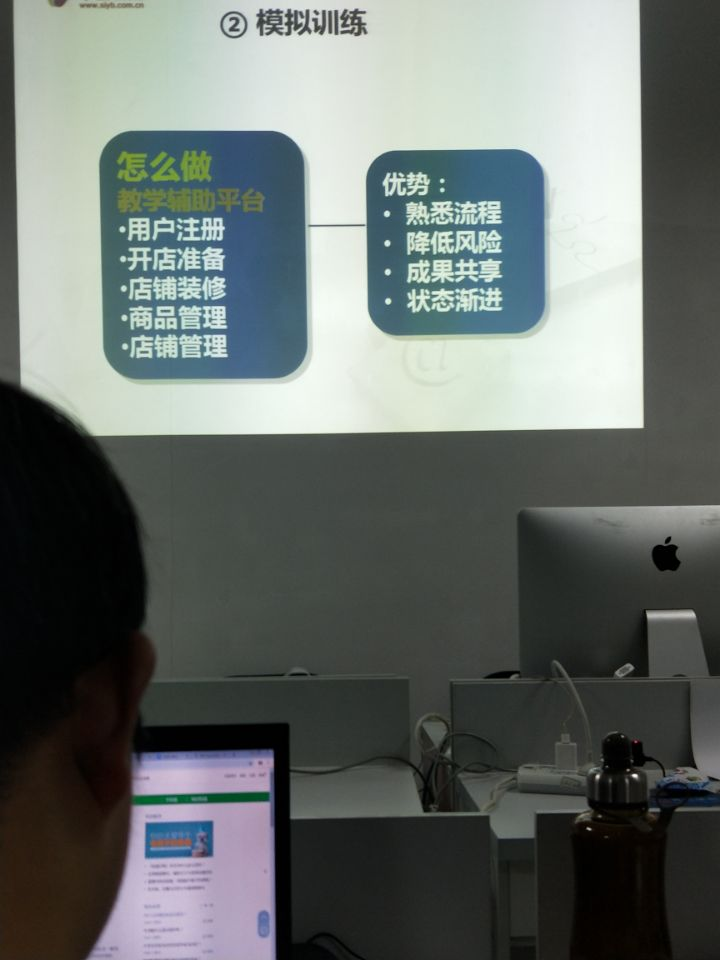 www.siyb.com.cn
② 模拟训练
怎么做
教学辅助平台
•用户注册
•开店准备
•店铺装修
•商品管理
•店铺管理
优势：
• 熟悉流程
• 降低风险
• 成果共享
• 状态渐进